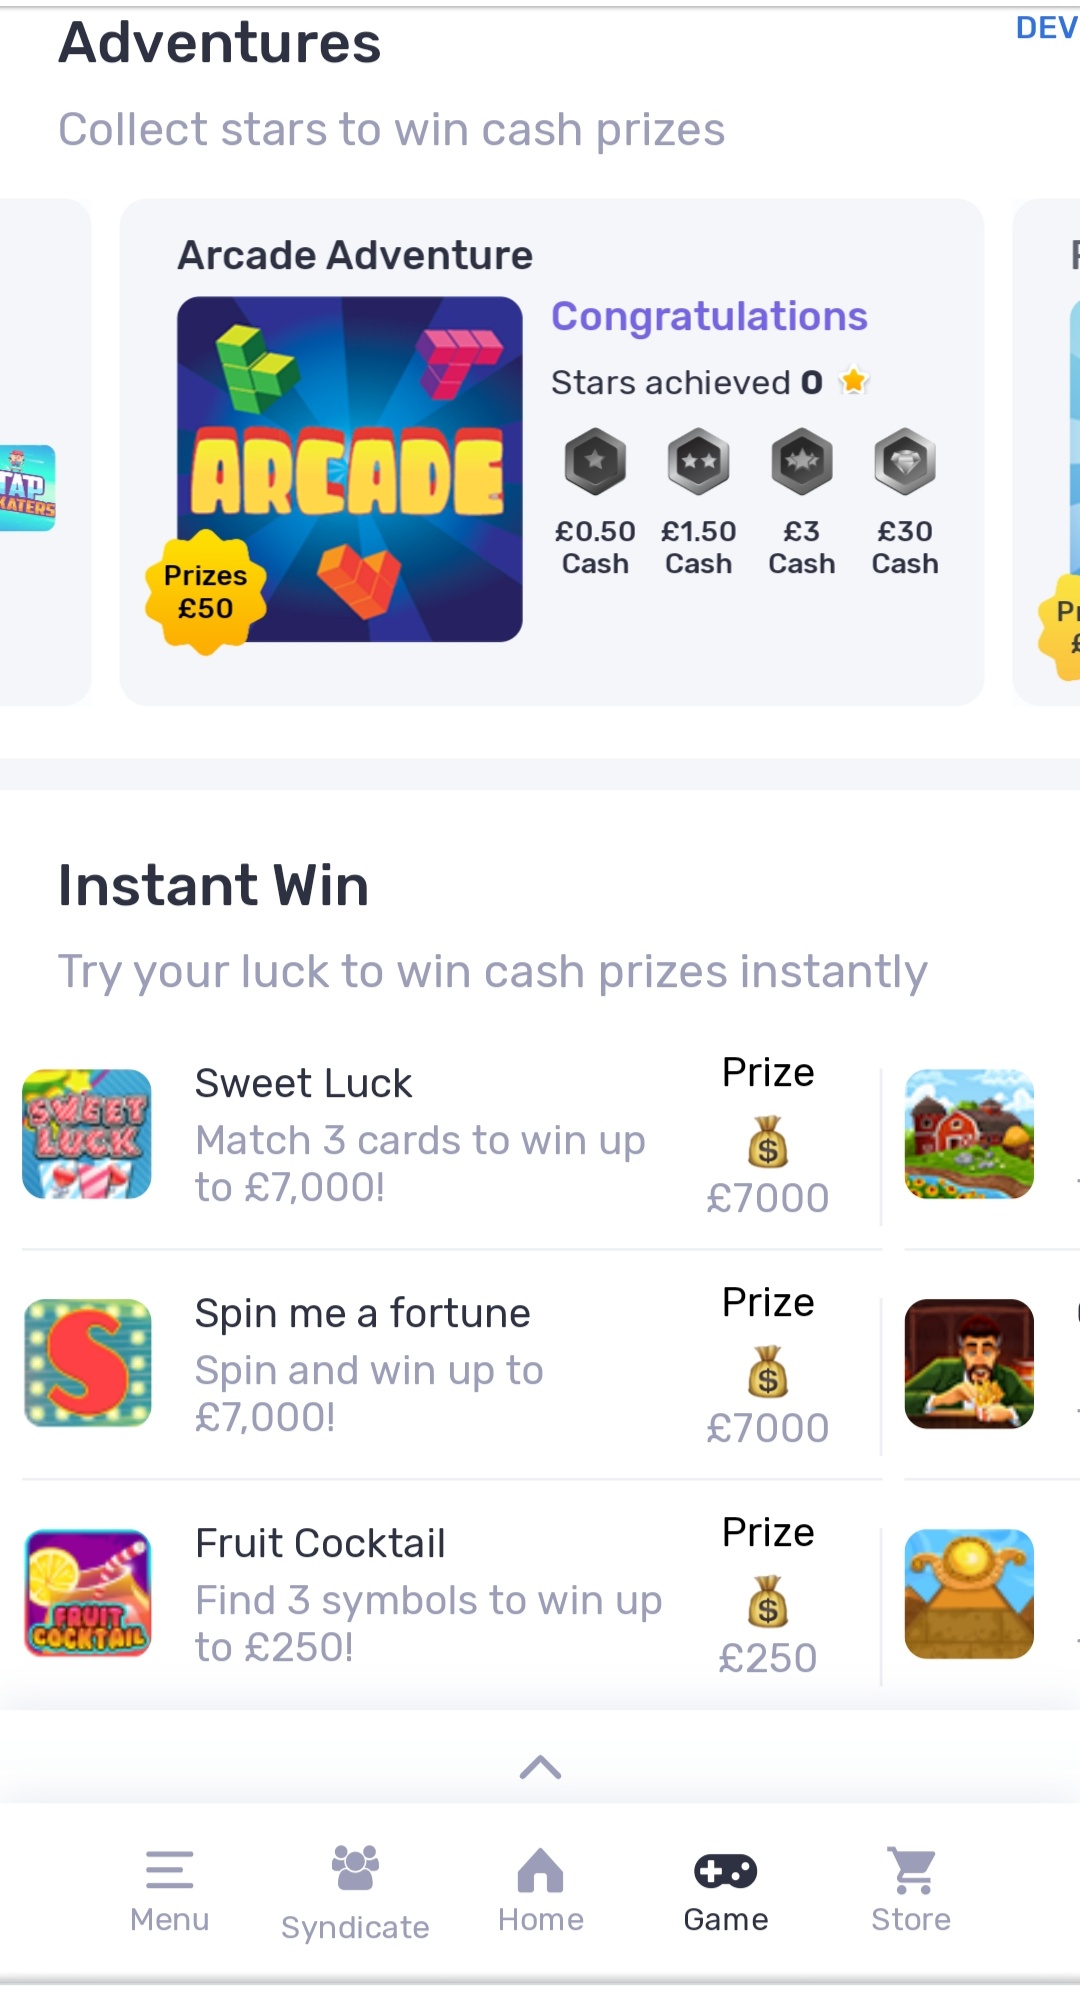 Adventures
DEV
Collect stars to win cash prizes
Arcade Adventure
ARCADE
Prizes
£50
Congratulations
Stars achieved 0
£0.50 £1.50 £3 £30
Cash Cash Cash Cash
TAP
KATERS
Instant Win
Try your luck to win cash prizes instantly
SWEET
LUCK
Sweet Luck
Match 3 cards to win up
to £7,000!
Prize
£7000
S
Spin me a fortune
Spin and win up to
£7,000!
Prize
£7000
FRUIT
COCKTAIL
Fruit Cocktail
Find 3 symbols to win up
to £250!
Prize
£250
Menu
Syndicate
Home
Game
Store